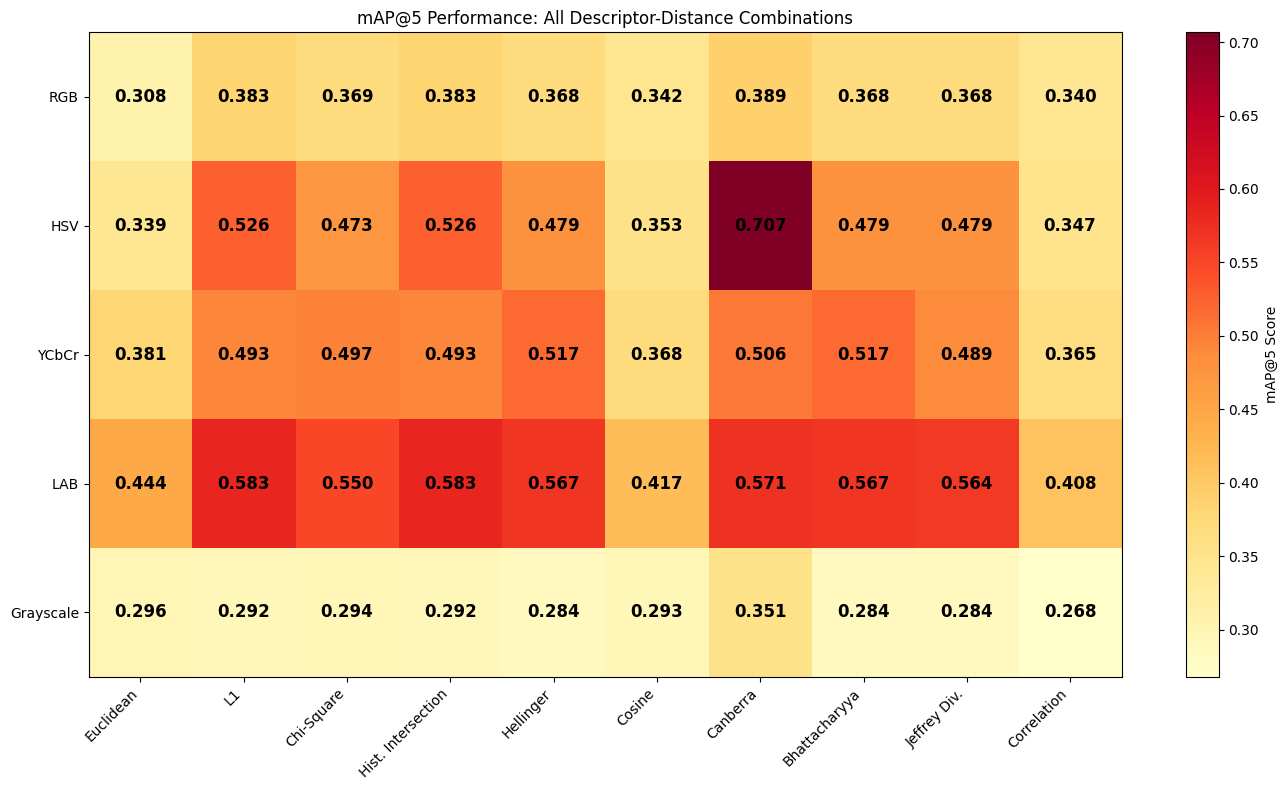 mAP@5 Performance: All Descriptor-Distance Combinations
RGB 0.308 0.383 0.369 0.383 0.368 0.342 0.389 0.368 0.368 0.340
HSV 0.339 0.526 0.473 0.526 0.479 0.353 0.707 0.479 0.479 0.347
YCbCr 0.381 0.493 0.497 0.493 0.517 0.368 0.506 0.517 0.489 0.365
LAB 0.444 0.583 0.550 0.583 0.567 0.417 0.571 0.567 0.564 0.408
Grayscale 0.296 0.292 0.294 0.292 0.284 0.293 0.351 0.284 0.284 0.268
Euclidean
L1
Chi-Square
Hist. Intersection
Hellinger
Cosine
Canberra
Bhattacharyya
Jeffrey Div.
Correlation
0.70
0.65
0.60
0.55
0.50
0.45
0.40
0.35
0.30
mAP@5 Score